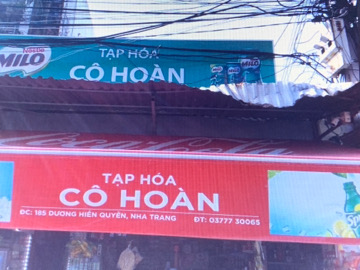 MILO
TẠP HÓA
CÔ HOÀN
TẠP HÓA
CÔ HOÀN
ĐC: 185 DƯƠNG HIẾN QUYỀN, NHA TRANG ĐT: 03777 30065